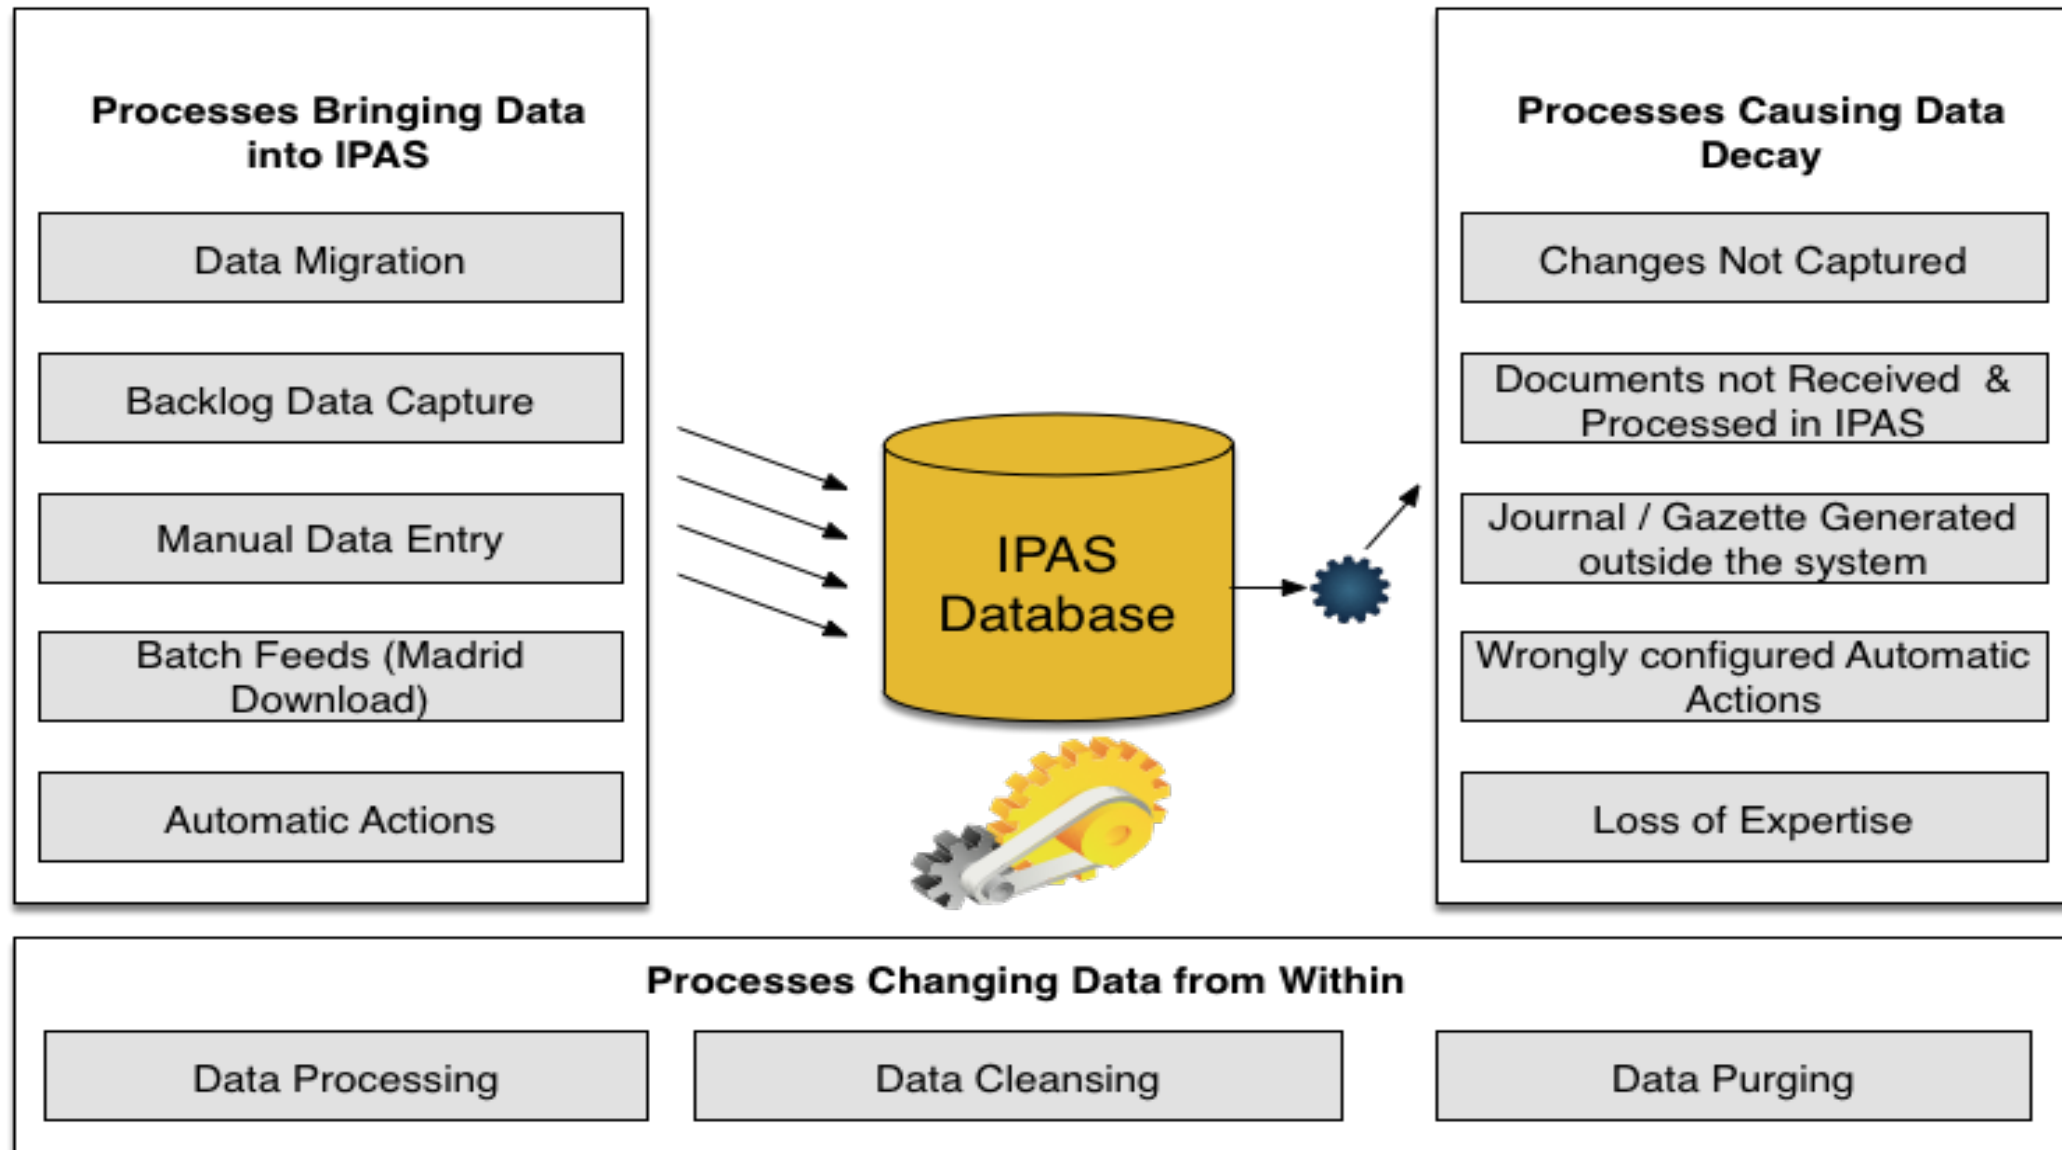 Processes Bringing Data
into IPAS
Data Migration
Backlog Data Capture
Manual Data Entry
Batch Feeds (Madrid
Download)
Automatic Actions
IPAS
Database
Processes Causing Data
Decay
Changes Not Captured
Documents not Received  &
Processed in IPAS
Journal / Gazette Generated
outside the system
Wrongly configured Automatic
Actions
Loss of Expertise
Processes Changing Data from Within
Data Processing
Data Cleansing
Data Purging